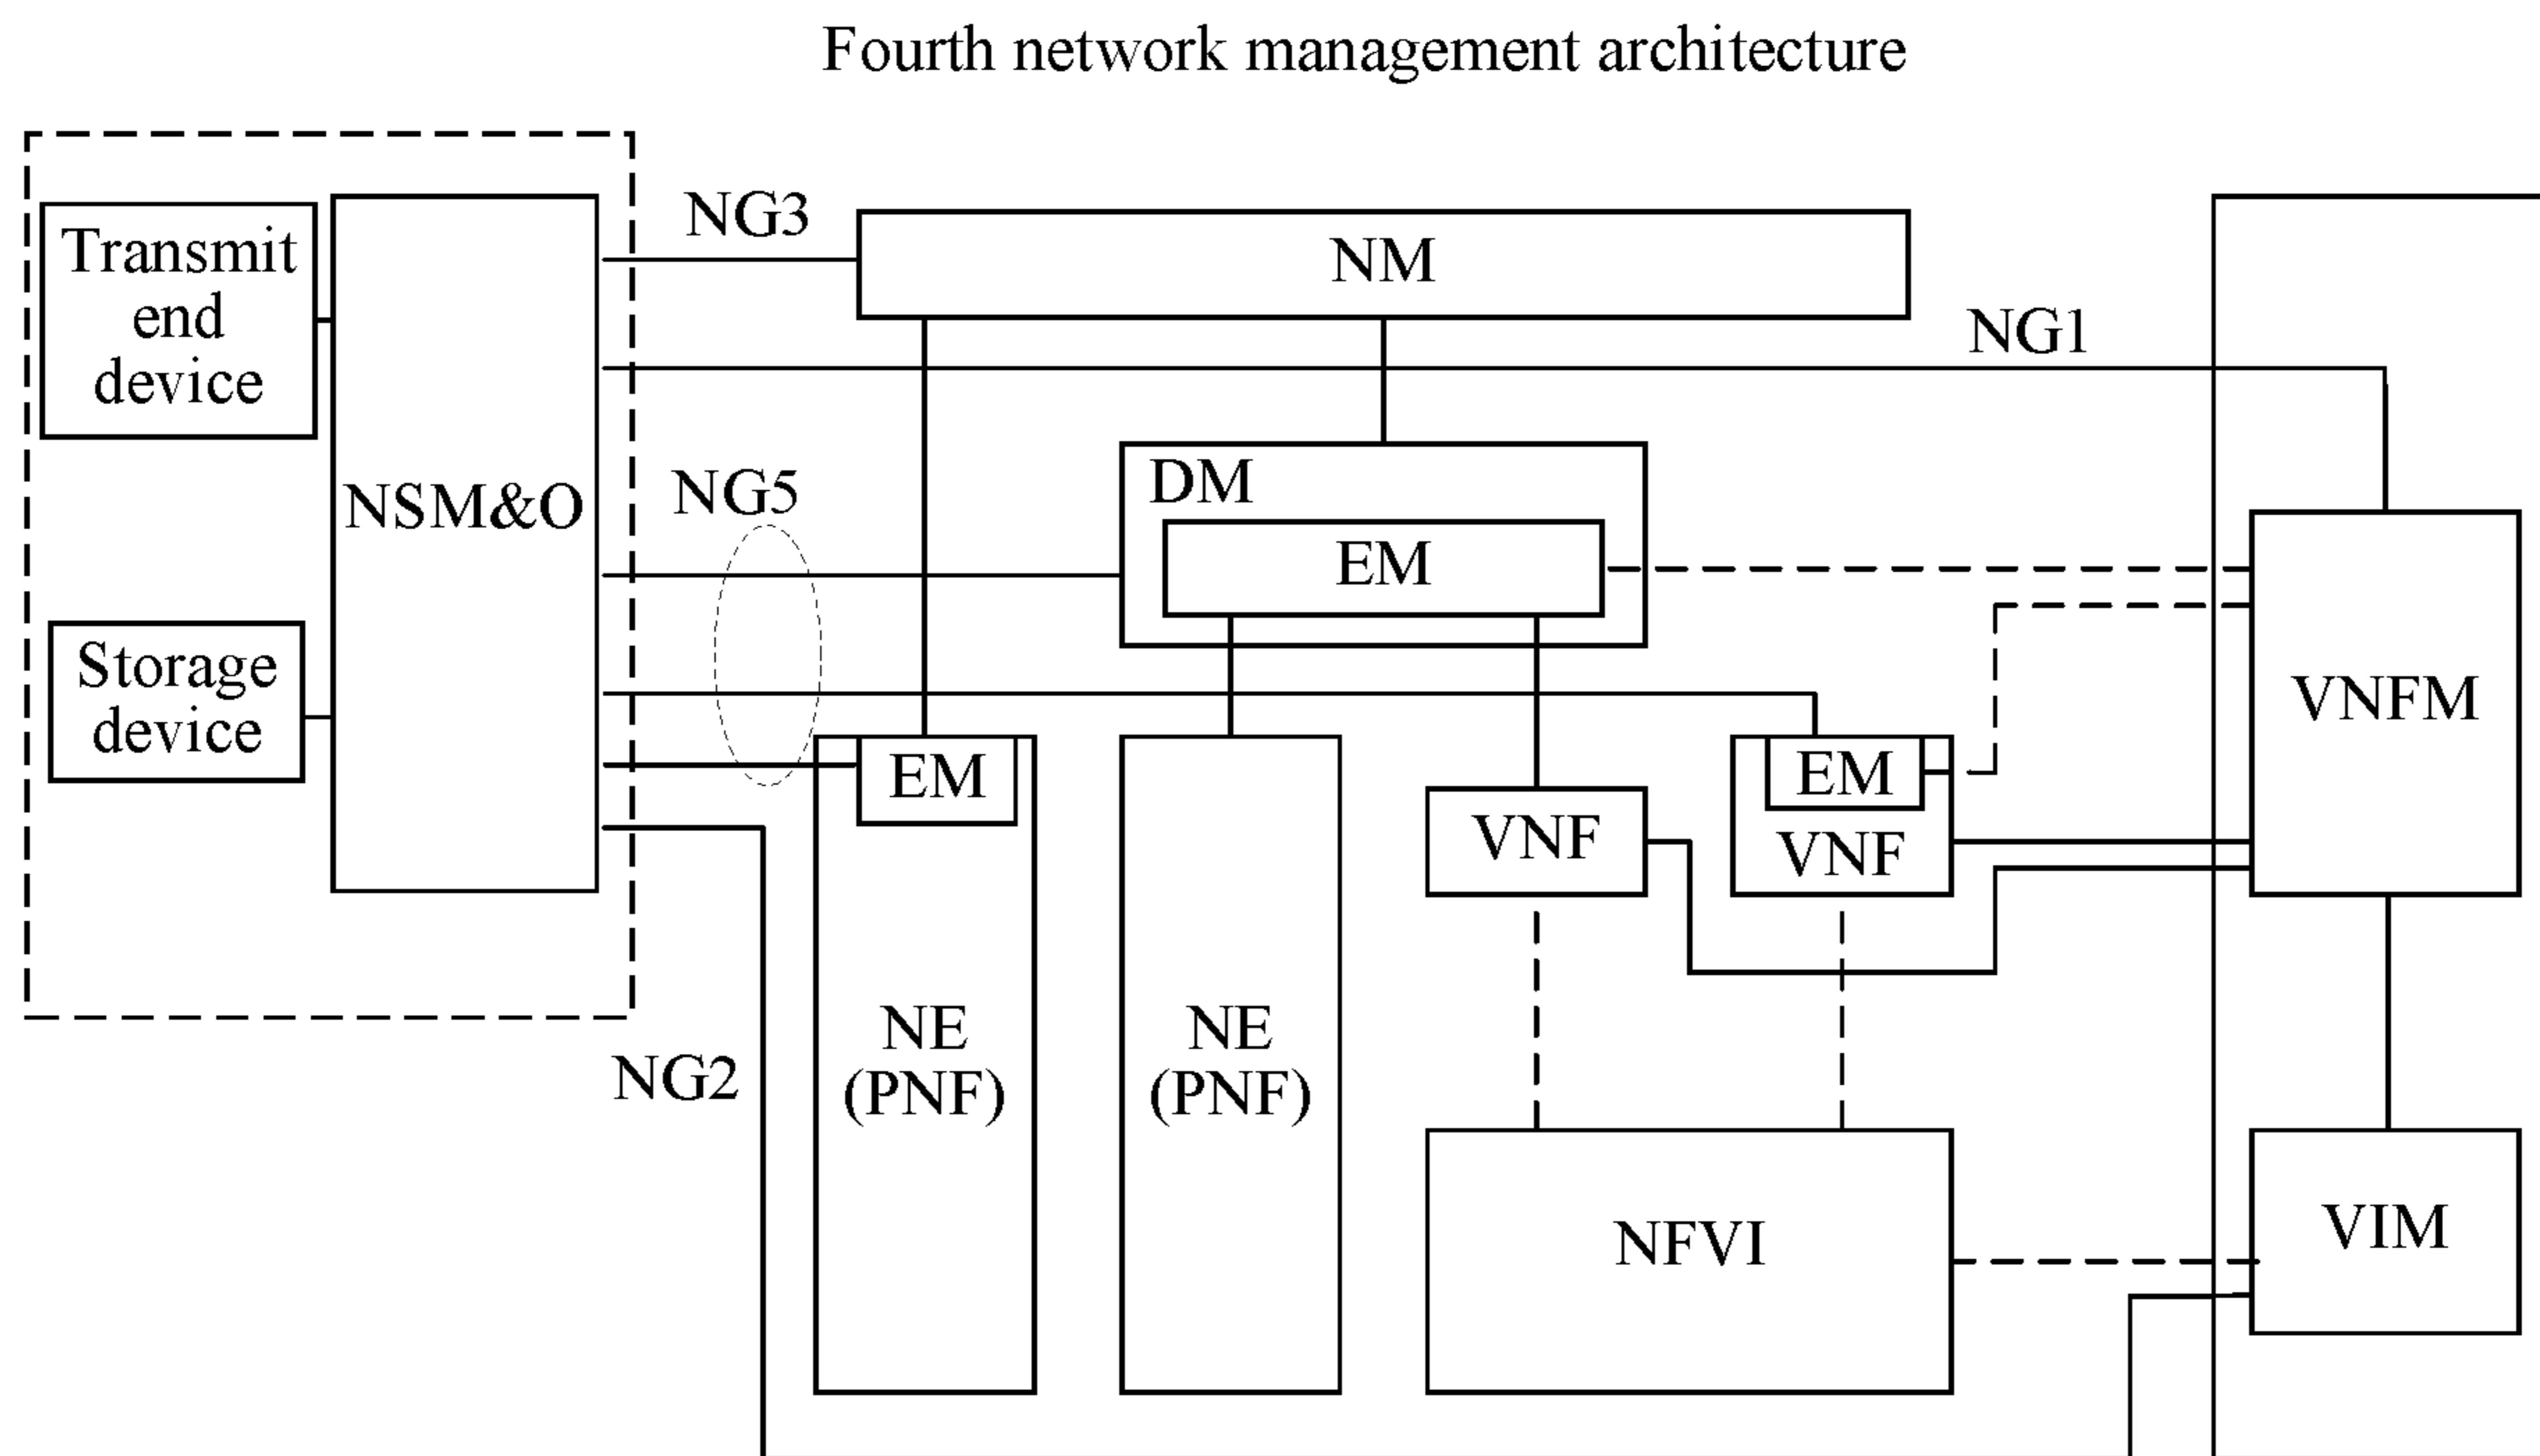 Fourth network management architecture
Transmit
end
device
NSM&O
Storage
device
NG3
NM
NG1
NG5
DM
EM
VNFM
EM
VNF
EM
VNF
NE
(PNF)
NE
(PNF)
NG2
NFVI
VIM